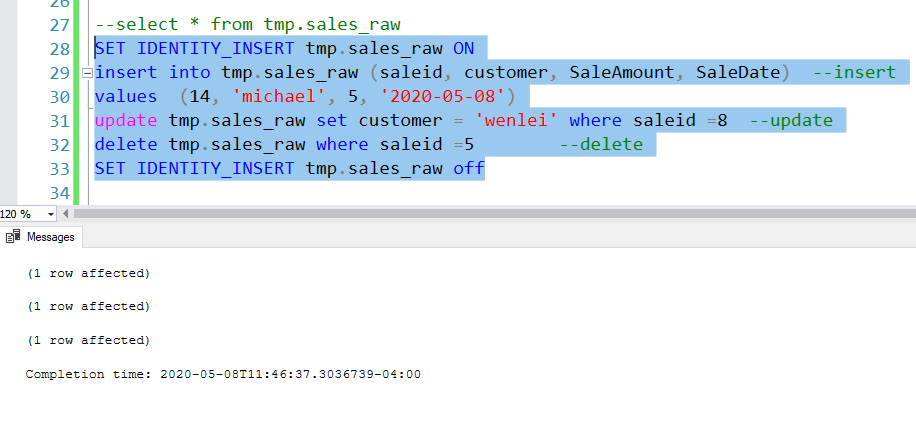 26
27 --select * from tmp.sales_raw
28 SET IDENTITY_INSERT tmp.sales_raw ON
29 insert into tmp.sales_raw (saleid, customer, SaleAmount, SaleDate)  --insert
30 values  (14, 'michael', 5, '2020-05-08')
31 update tmp.sales_raw set customer = 'wenlei' where saleid =8  --update
32 delete tmp.sales_raw where saleid =5        --delete
33 SET IDENTITY_INSERT tmp.sales_raw off
34
120 %
Messages
(1 row affected)
(1 row affected)
(1 row affected)
Completion time: 2020-05-08T11:46:37.3036739-04:00